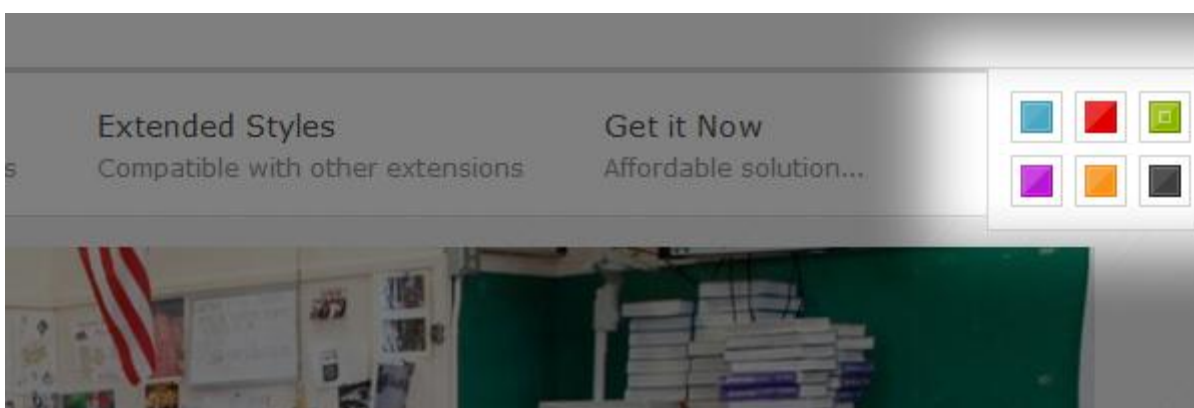 Extended Styles
Get it Now
s
Compatible with other extensions
Affordable solution...